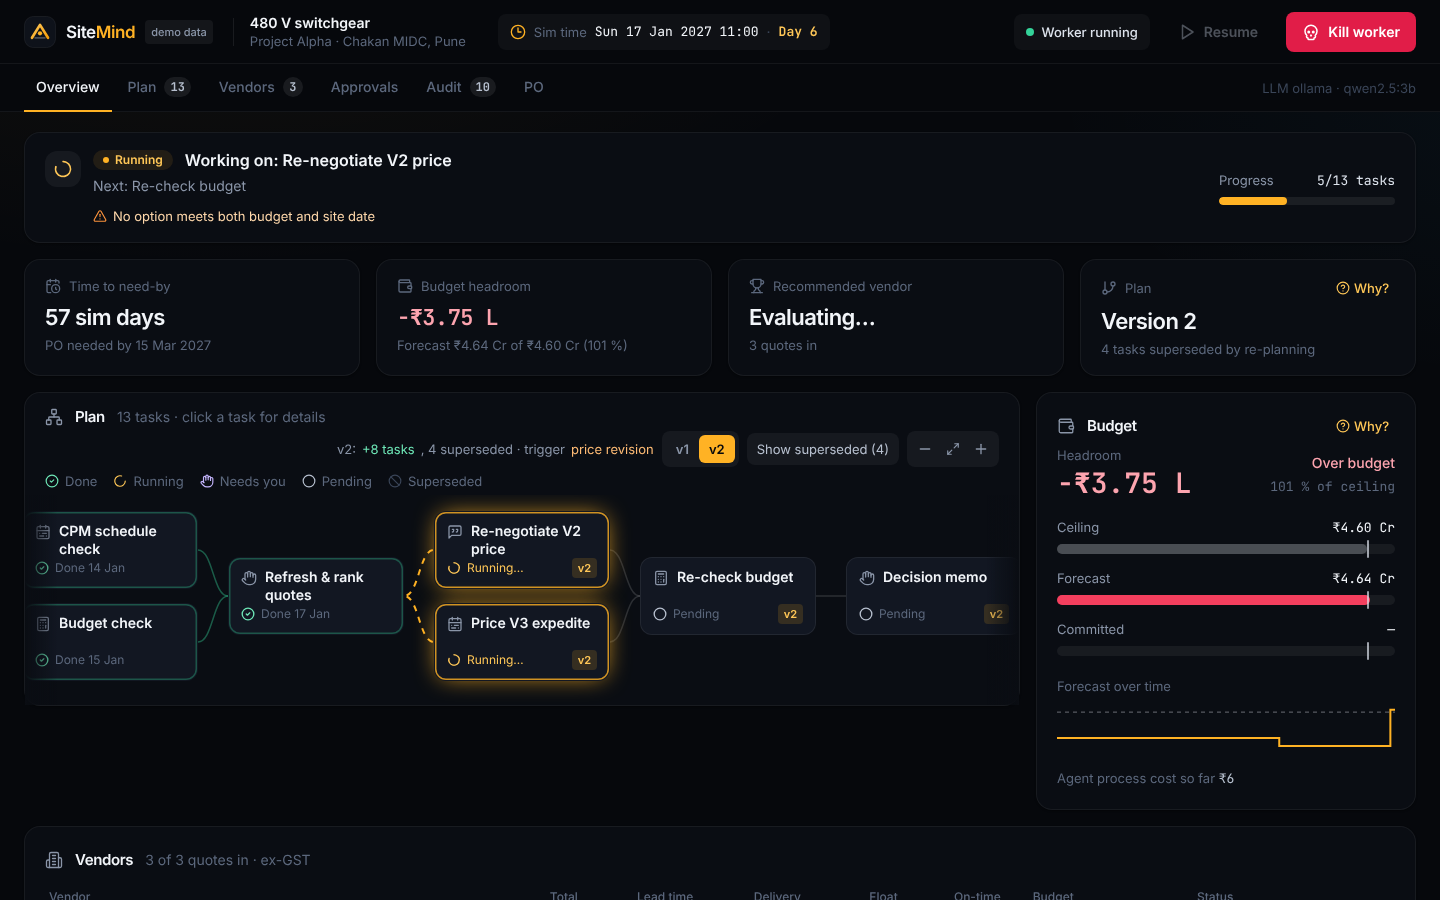 SiteMind demo data
480 V switchgear
Project Alpha · Chakan MIDC, Pune
Sim time Sun 17 Jan 2027 11:00 · Day 6
Worker running
Resume
Kill worker
Overview Plan 13 Vendors 3 Approvals Audit 10 PO
LLM ollama · qwen2.5:3b
Running Working on: Re-negotiate V2 price
Next: Re-check budget
No option meets both budget and site date
Progress 5/13 tasks
Time to need-by
57 sim days
PO needed by 15 Mar 2027
Budget headroom
-₹3.75 L
Forecast ₹4.64 Cr of ₹4.60 Cr (101 %)
Recommended vendor
Evaluating...
3 quotes in
Plan Why?
Version 2
4 tasks superseded by re-planning
Plan 13 tasks · click a task for details
v2: +8 tasks , 4 superseded · trigger price revision v1 v2 Show superseded (4)
Done Running Needs you Pending Superseded
CPM schedule
check
Done 14 Jan
Budget check
Done 15 Jan
Refresh & rank
quotes
Done 17 Jan
Re-negotiate V2
price
Running... v2
Price V3 expedite
Running... v2
Re-check budget
Pending v2
Decision memo
Pending v2
Budget Why?
Headroom
-₹3.75 L
Over budget
101 % of ceiling
Ceiling ₹4.60 Cr
Forecast ₹4.64 Cr
Committed –
Forecast over time
Agent process cost so far ₹6
Vendors 3 of 3 quotes in · ex-GST
Vendor Total Lead time Delivery Float On-time Budget Status